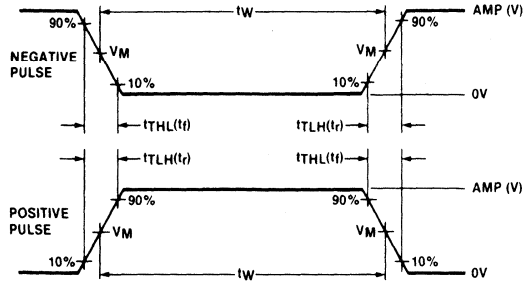 tW
AMP (V)
90%
90%
NEGATIVE
PULSE
VM
VM
10%
10%
0V
tTHL(tf)
tTLH(tr)
tTLH(tr)
tTHL(tf)
AMP (V)
90%
90%
POSITIVE
PULSE
VM
VM
10%
10%
tW
0V